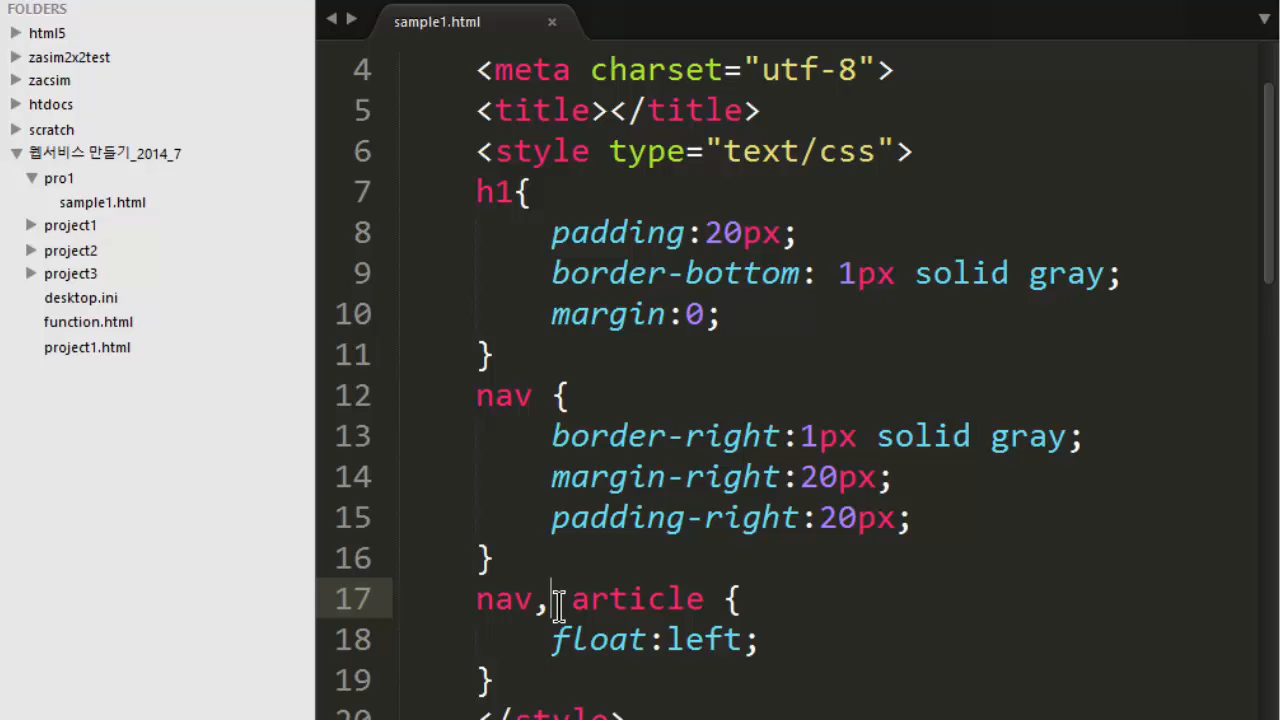 FOLDERS
html5
zasim2x2test
zacsim
htdocs
scratch
웹서비스 만들기_2014_7
pro1
sample1.html
project1
project2
project3
desktop.ini
function.html
project1.html
sample1.html ×
4 <meta charset="utf-8">
5 <title></title>
6 <style type="text/css">
7 h1{
8 padding:20px;
9 border-bottom: 1px solid gray;
10 margin:0;
11 }
12 nav {
13 border-right:1px solid gray;
14 margin-right:20px;
15 padding-right:20px;
16 }
17 nav, article {
18 float:left;
19 }
20 </style>